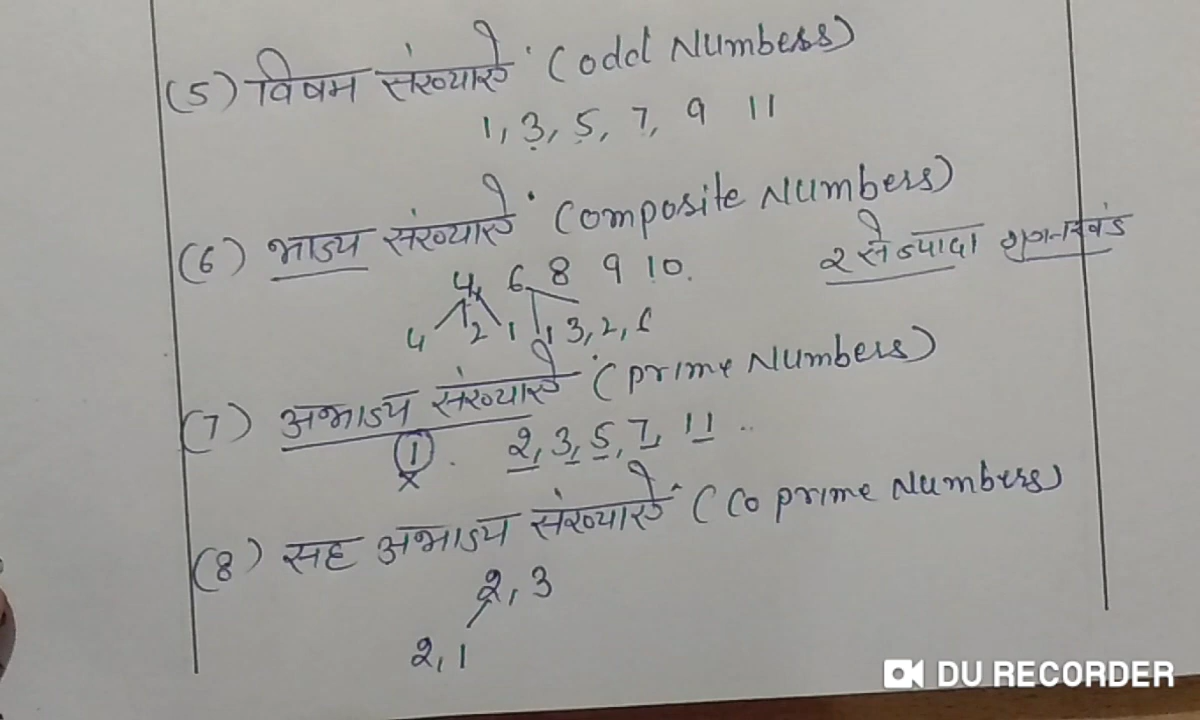 (5) विषम संख्याएँ (odd Numbers)
1, 3, 5, 7, 9 11
(6) भाज्य संख्याएँ (Composite Numbers)
4, 6 8 9 10.
2 से ज्यादा गुणनखंड
4 2 1 1 3, 2, 6
(7) अभाज्य संख्याएँ (prime Numbers)
1. 2, 3, 5, 7, 11 ..
(8) सह अभाज्य संख्याएँ (Co prime Numbers)
2, 3
2, 1
DU RECORDER